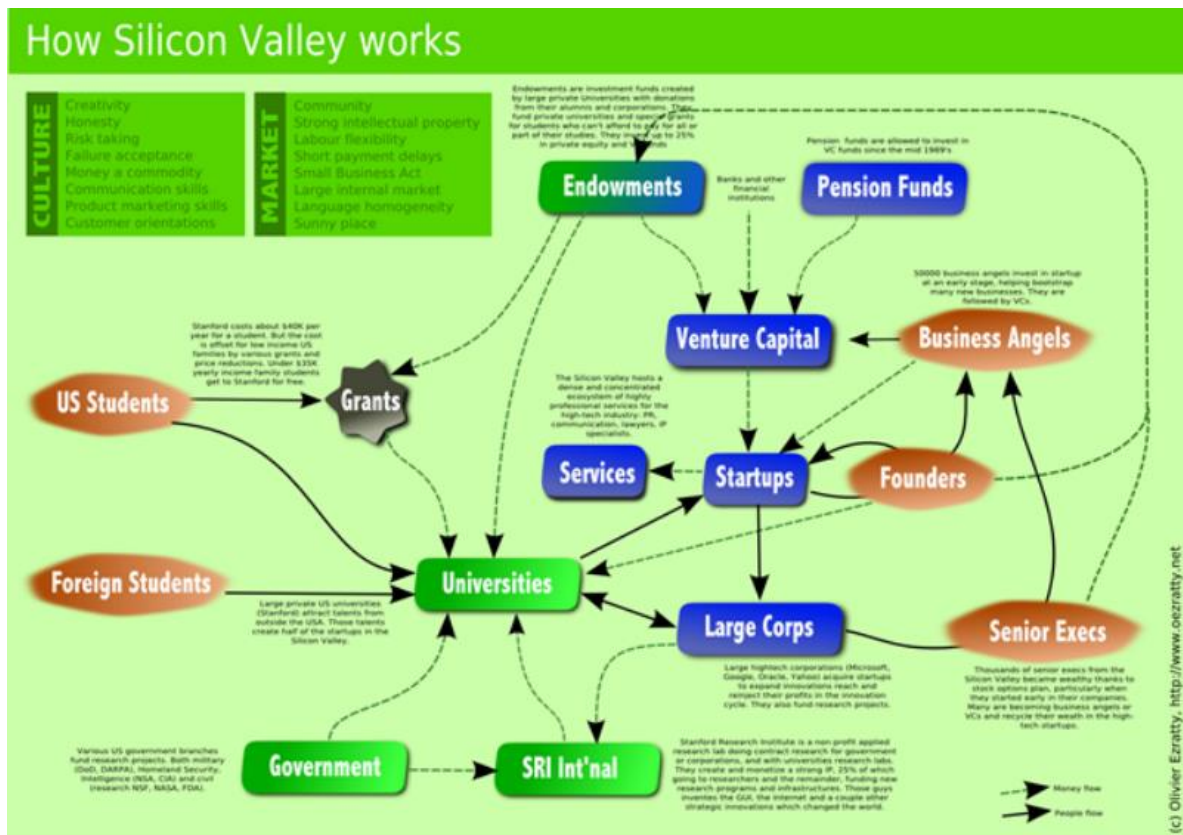 How Silicon Valley works
CULTURE
Creativity
Honesty
Risk taking
Failure acceptance
Money a commodity
Communication skills
Product marketing skills
Customer orientations
MARKET
Community
Strong intellectual property
Labour flexibility
Short payment delays
Small Business Act
Large internal market
Language homogeneity
Sunny place
Endowments are investment funds created
by large private Universities with donations
from their alumnis and corporations. They
fund private universities and special grants
for students who can't afford to pay for all or
part of their studies. They invest up to 25%
in private equity and
Endowments
Banks and other
financial
institutions
Pension funds are allowed to invest in
VC funds since the mid 1969's
Pension Funds
50000 business angels invest in startup
at an early stage, helping bootstrap
many new businesses. They are
followed by VCs.
Venture Capital
Business Angels
Stanford costs about $40K per
year for a student. But the cost
is offset for low income US
families by various grants and
price reductions. Under $35K
yearly income family students
get to Stanford for free.
US Students
Grants
The Silicon Valley hosts a
dense and concentrated
ecosystem of highly
professional services for the
high-tech industry: PR,
communication, lawyers, IP
specialists.
Services
Startups
Founders
Foreign Students
Universities
Large private US universities
(Stanford) attract talents from
outside the USA. Those talents
create half of the startups in the
Silicon Valley.
Large Corps
Senior Execs
Large hightech corporations (Microsoft,
Google, Oracle, Yahoo) acquire startups
to expand innovations reach and
reinject their profits in the innovation
cycle. They also fund research projects.
Thousands of senior execs from the
Silicon Valley became wealthy thanks to
stock options plan, particularly when
they started early in their companies.
Many are becoming business angels or
VCs and recycle their weath in the high-
tech startups.
Various US government branches
fund research projects. Both military
(DoD, DARPA), Homeland Security,
Intelligence (NSA, CIA) and civil
(research NSF, NASA, FDA).
Government
SRI Int'nal
Stanford Research Institute is a non profit applied
research lab doing contract research for government
or corporations, and with universities research labs.
They create and monetize a strong IP, 25% of which
going to researchers and the remainder, funding new
research programs and infrastructures. Those guys
inventes the GUI, the internet and a couple other
strategic innovations which changed the world.
Money flow
People flow
(c) Olivier Ezratty, http://www.oezratty.net